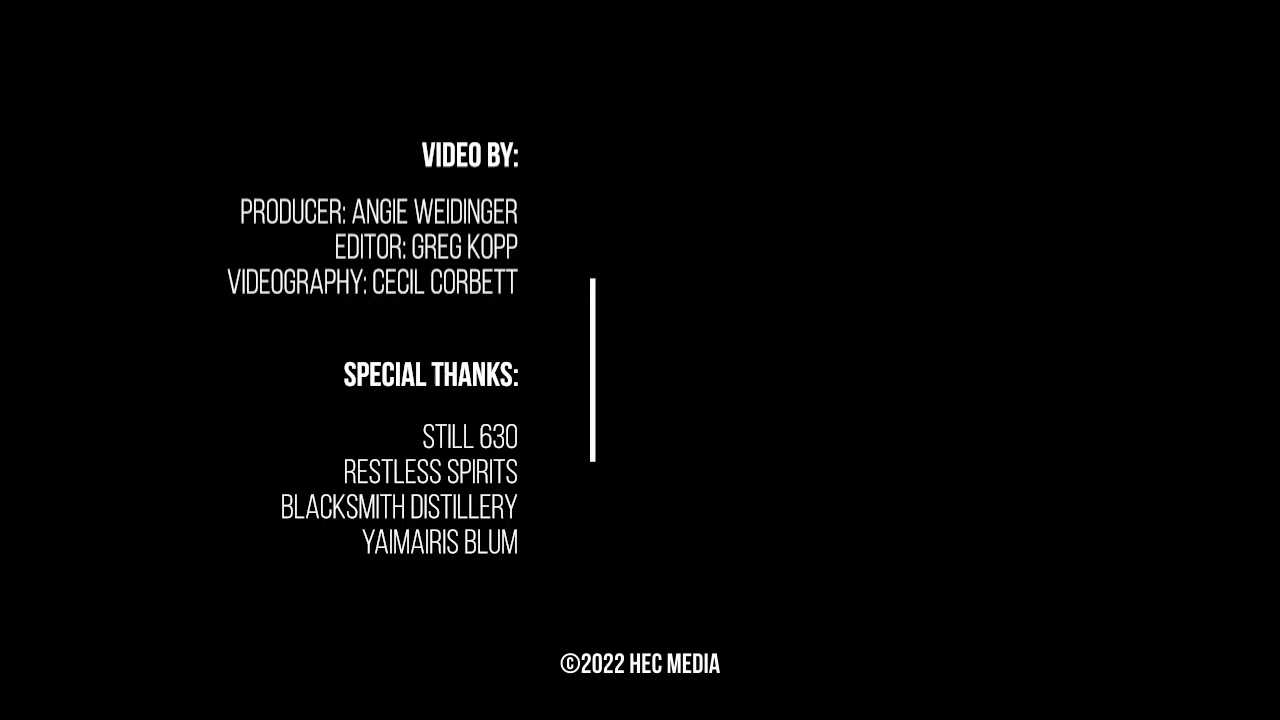 VIDEO BY:
PRODUCER: ANGIE WEIDINGER
EDITOR: GREG KOPP
VIDEOGRAPHY: CECIL CORBETT
SPECIAL THANKS:
STILL 630
RESTLESS SPIRITS
BLACKSMITH DISTILLERY
YAIMAIRIS BLUM
©2022 HEC MEDIA